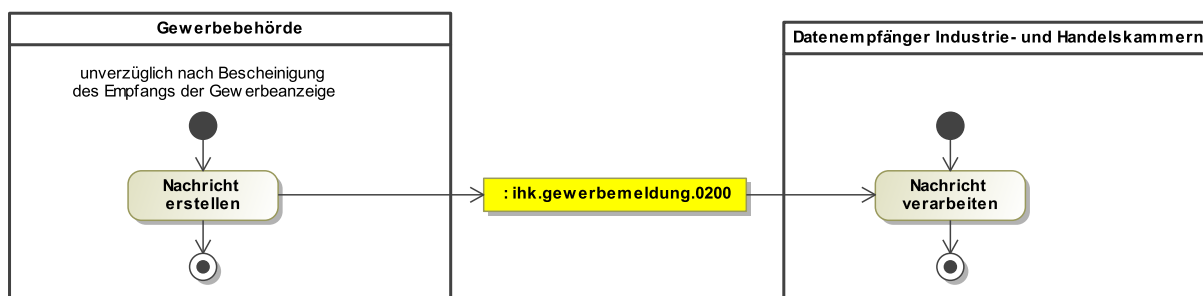 Gewerbebehörde
unverzüglich nach Bescheinigung
des Empfangs der Gewerbeanzeige
Nachricht
erstellen
: ihk.gewerbemeldung.0200
Datenempfänger Industrie- und Handelskammern
Nachricht
verarbeiten